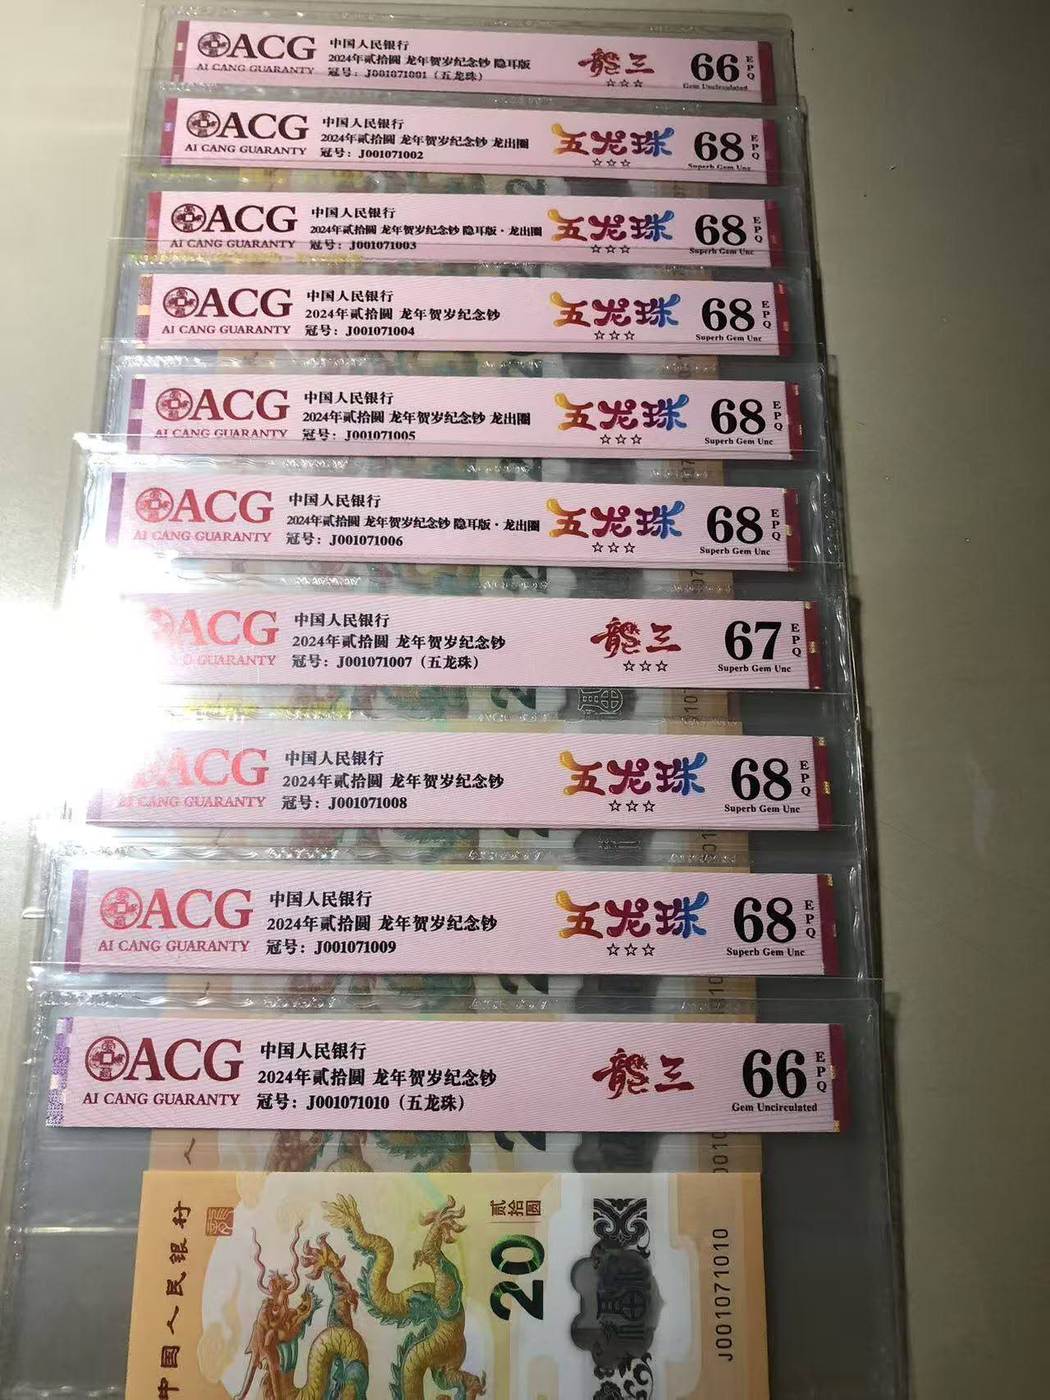 ACG
AI CANG GUARANTY
中国人民银行
2024年贰拾圆 龙年贺岁纪念钞 隐耳版
冠号：J001071001（五龙珠）
龍三
☆☆☆
66
EPQ
Gem Uncirculated
ACG
AI CANG GUARANTY
中国人民银行
2024年贰拾圆 龙年贺岁纪念钞 龙出圈
冠号：J001071002
五龙珠
☆☆☆
68
EPQ
Superb Gem Unc
ACG
AI CANG GUARANTY
中国人民银行
2024年贰拾圆 龙年贺岁纪念钞 隐耳版·龙出圈
冠号：J001071003
五龙珠
☆☆☆
68
EPQ
Superb Gem Unc
ACG
AI CANG GUARANTY
中国人民银行
2024年贰拾圆 龙年贺岁纪念钞
冠号：J001071004
五龙珠
☆☆☆
68
EPQ
Superb Gem Unc
ACG
AI CANG GUARANTY
中国人民银行
2024年贰拾圆 龙年贺岁纪念钞 龙出圈
冠号：J001071005
五龙珠
☆☆☆
68
EPQ
Superb Gem Unc
ACG
AI CANG GUARANTY
中国人民银行
2024年贰拾圆 龙年贺岁纪念钞 隐耳版·龙出圈
冠号：J001071006
五龙珠
☆☆☆
68
EPQ
Superb Gem Unc
ACG
GUARANTY
中国人民银行
2024年贰拾圆 龙年贺岁纪念钞
冠号：J001071007（五龙珠）
龍三
☆☆☆
67
EPQ
Superb Gem Unc
ACG
AI CANG GUARANTY
中国人民银行
2024年贰拾圆 龙年贺岁纪念钞
冠号：J001071008
五龙珠
☆☆☆
68
EPQ
Superb Gem Unc
ACG
AI CANG GUARANTY
中国人民银行
2024年贰拾圆 龙年贺岁纪念钞
冠号：J001071009
五龙珠
☆☆☆
68
EPQ
Superb Gem Unc
ACG
AI CANG GUARANTY
中国人民银行
2024年贰拾圆 龙年贺岁纪念钞
冠号：J001071010（五龙珠）
龍三
66
EPQ
Gem Uncirculated
中國人民銀行
贰拾圆
20
J001071010